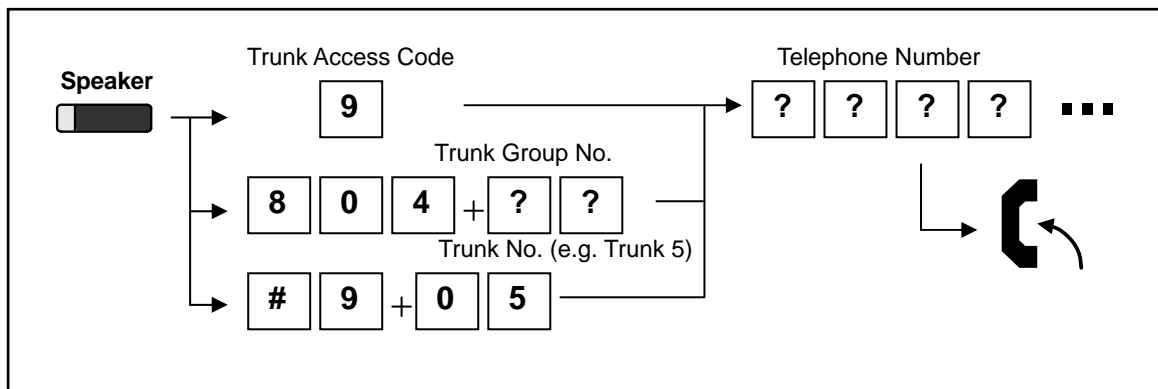 Trunk Access Code
Telephone Number
Speaker
9
? ? ? ? ...
Trunk Group No.
8 0 4 + ? ?
Trunk No. (e.g. Trunk 5)
# 9 + 0 5